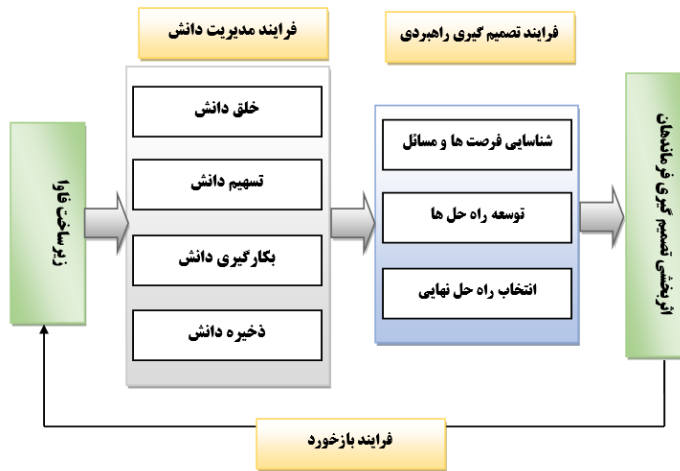 فرایند مدیریت دانش
فرایند تصمیم گیری راهبردی
زیرساخت فاوا
خلق دانش
تسهیم دانش
بکارگیری دانش
ذخیره دانش
شناسایی فرصت ها و مسائل
توسعه راه حل ها
انتخاب راه حل نهایی
اثربخشی تصمیم گیری فرماندهان
فرایند بازخورد